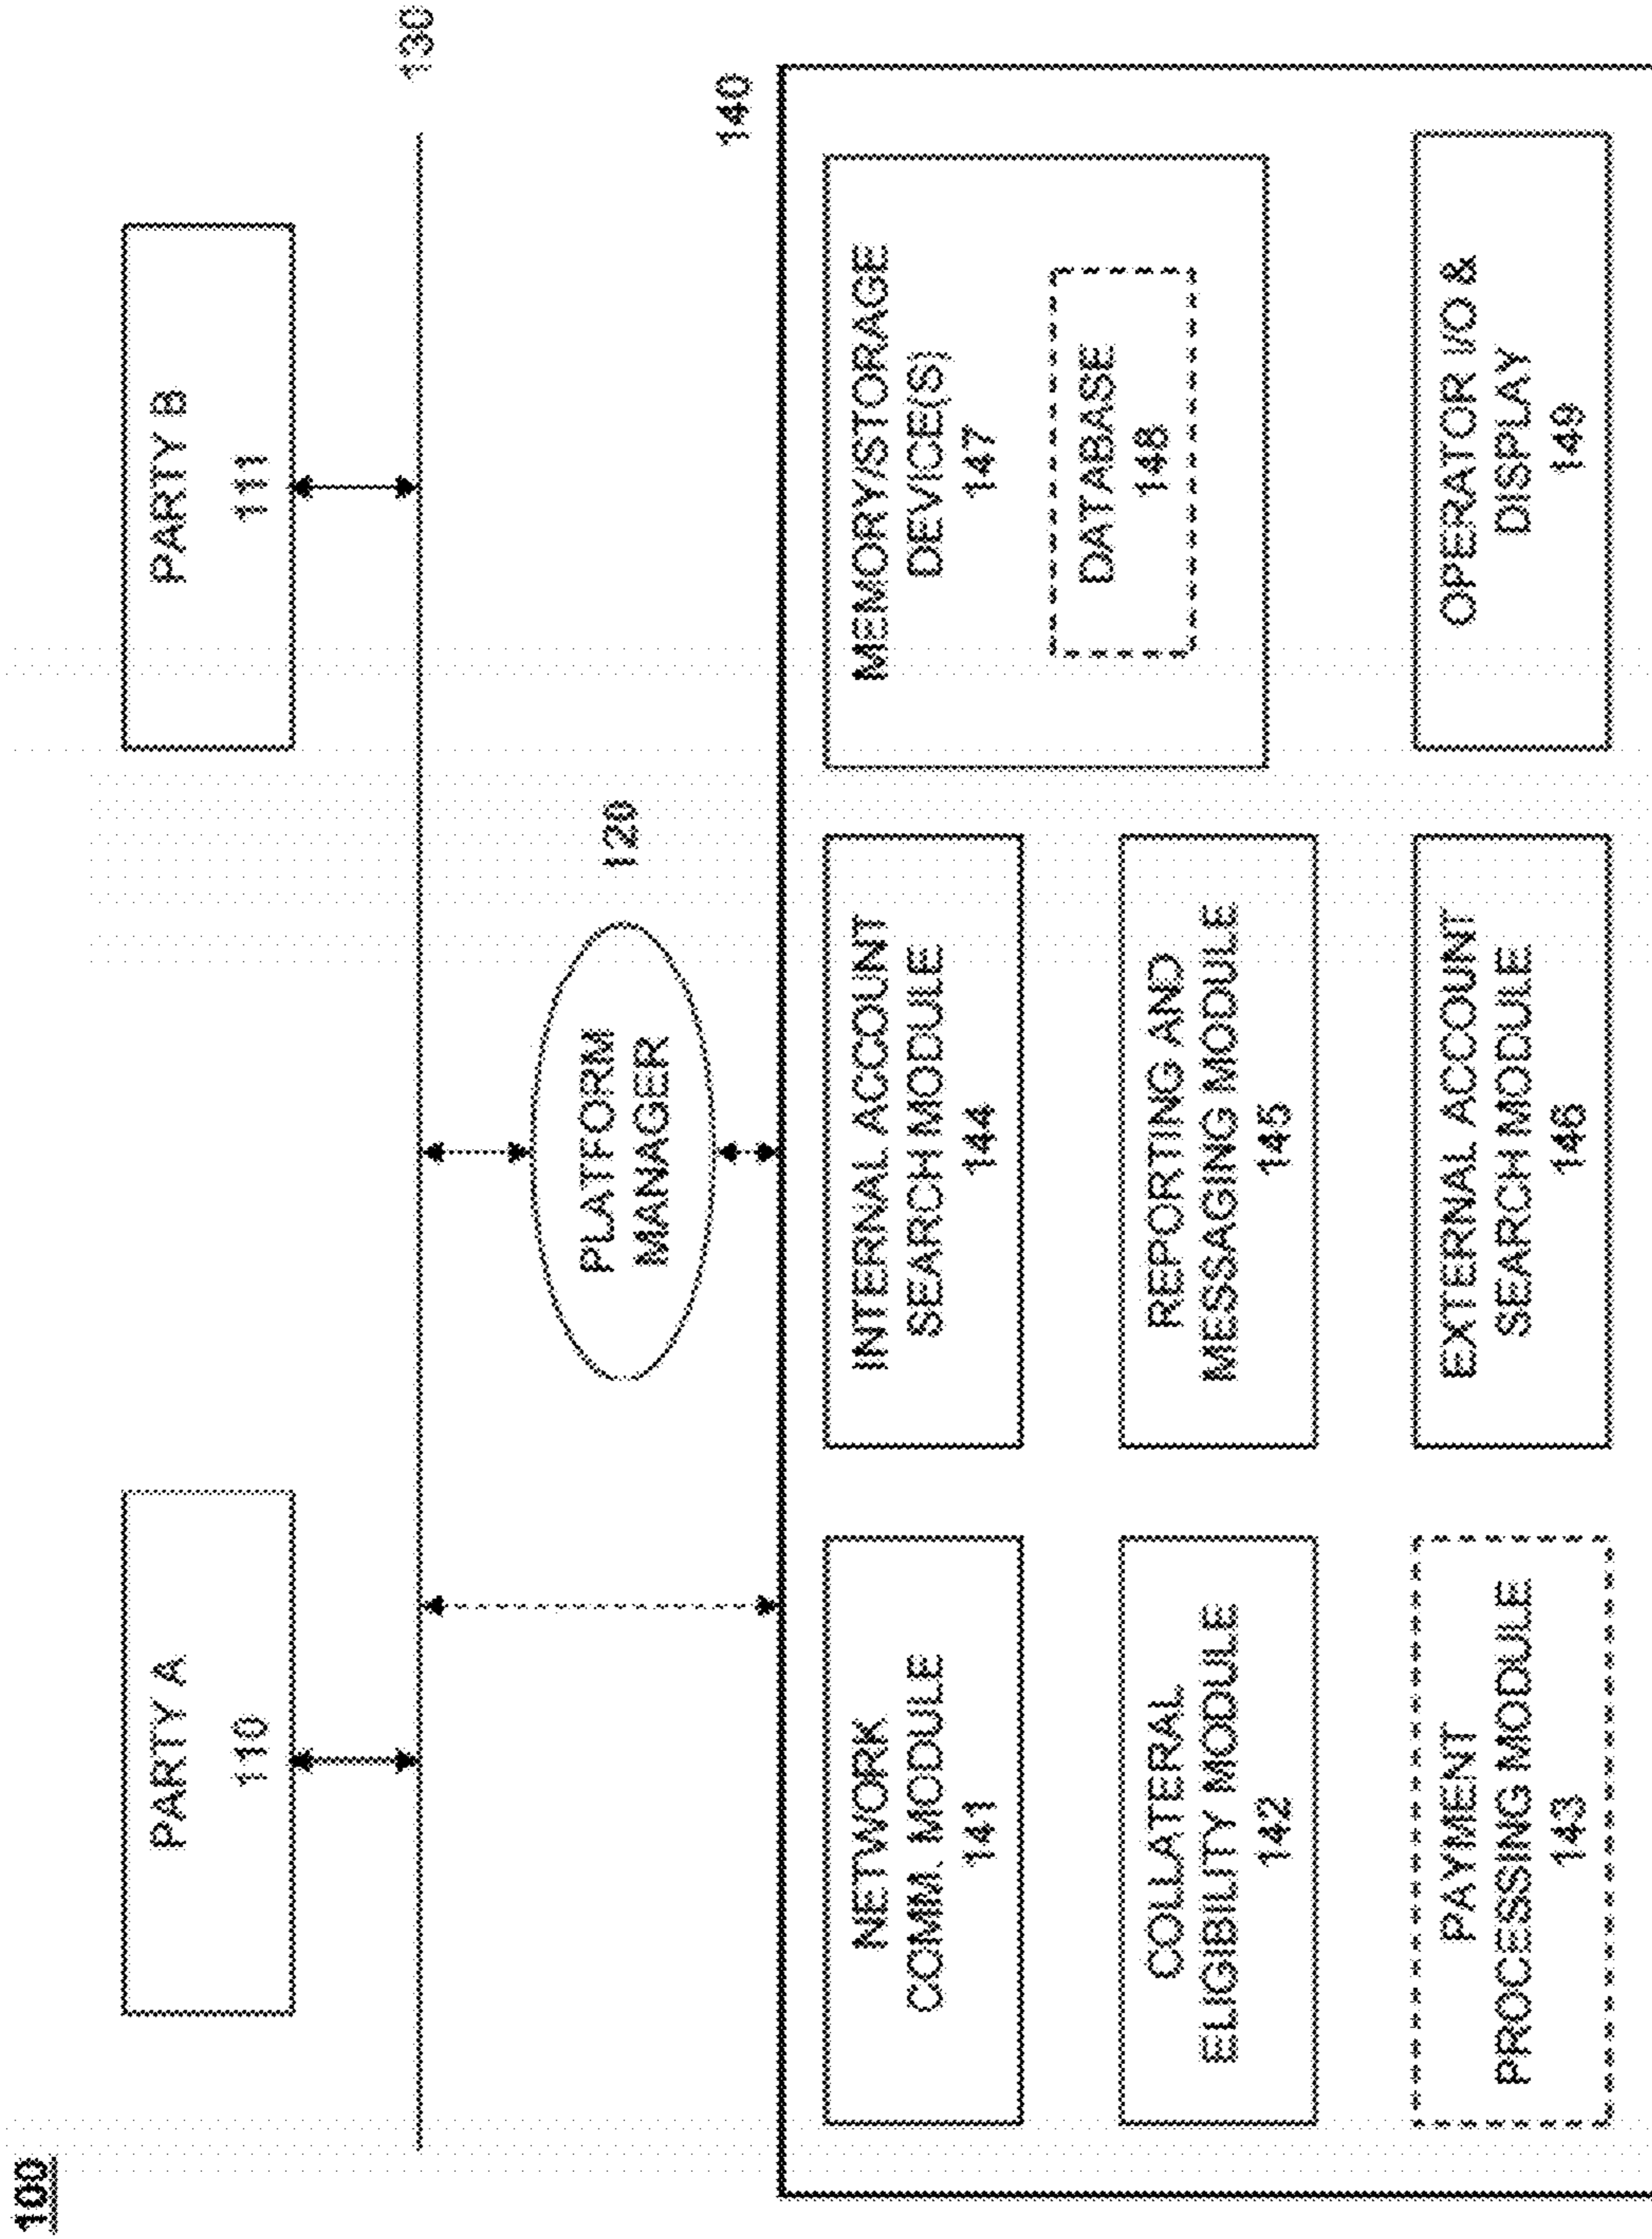 100
PARTY A
110
PARTY B
111
130
PLATFORM
MANAGER
120
140
NETWORK
COMM. MODULE
141
COLLATERAL
ELIGIBILITY MODULE
142
PAYMENT
PROCESSING MODULE
143
INTERNAL ACCOUNT
SEARCH MODULE
144
REPORTING AND
MESSAGING MODULE
145
EXTERNAL ACCOUNT
SEARCH MODULE
146
MEMORY/STORAGE
DEVICE(S)
147
DATABASE
148
OPERATOR I/O &
DISPLAY
149